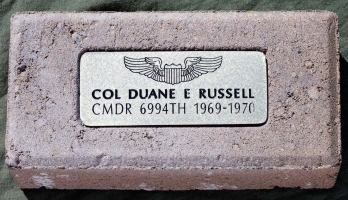 COL DUANE E RUSSELL
CMDR 6994TH 1969-1970